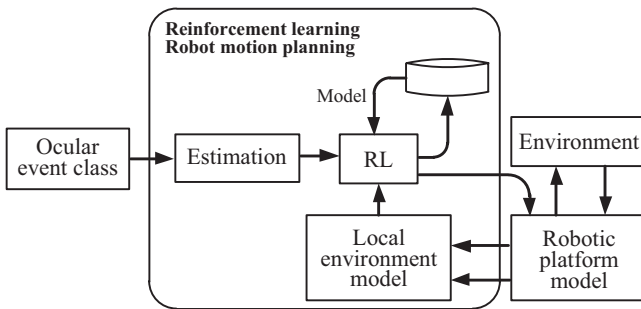 Reinforcement learning
Robot motion planning
Model
Ocular
event class
Estimation
RL
Environment
Local
environment
model
Robotic
platform
model